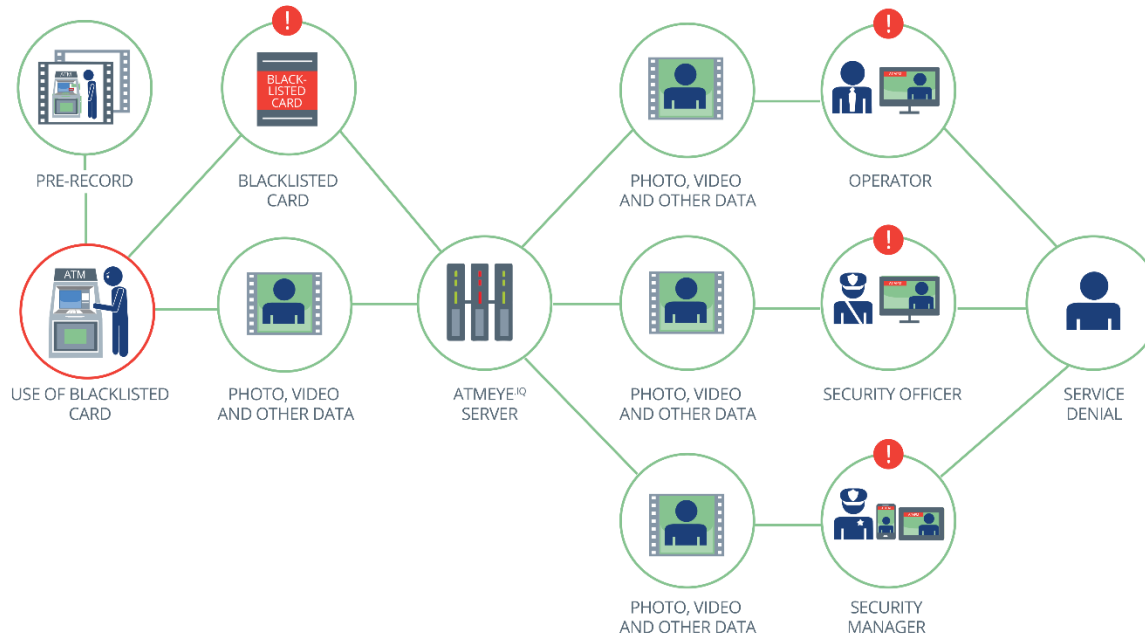 !
!
ATM
BLACK-
LISTED
CARD
PRE-RECORD
BLACKLISTED
CARD
PHOTO, VIDEO
AND OTHER DATA
OPERATOR
!
ATM
USE OF BLACKLISTED
CARD
PHOTO, VIDEO
AND OTHER DATA
ATMEYE.IQ
SERVER
PHOTO, VIDEO
AND OTHER DATA
SECURITY OFFICER
SERVICE
DENIAL
!
PHOTO, VIDEO
AND OTHER DATA
SECURITY
MANAGER